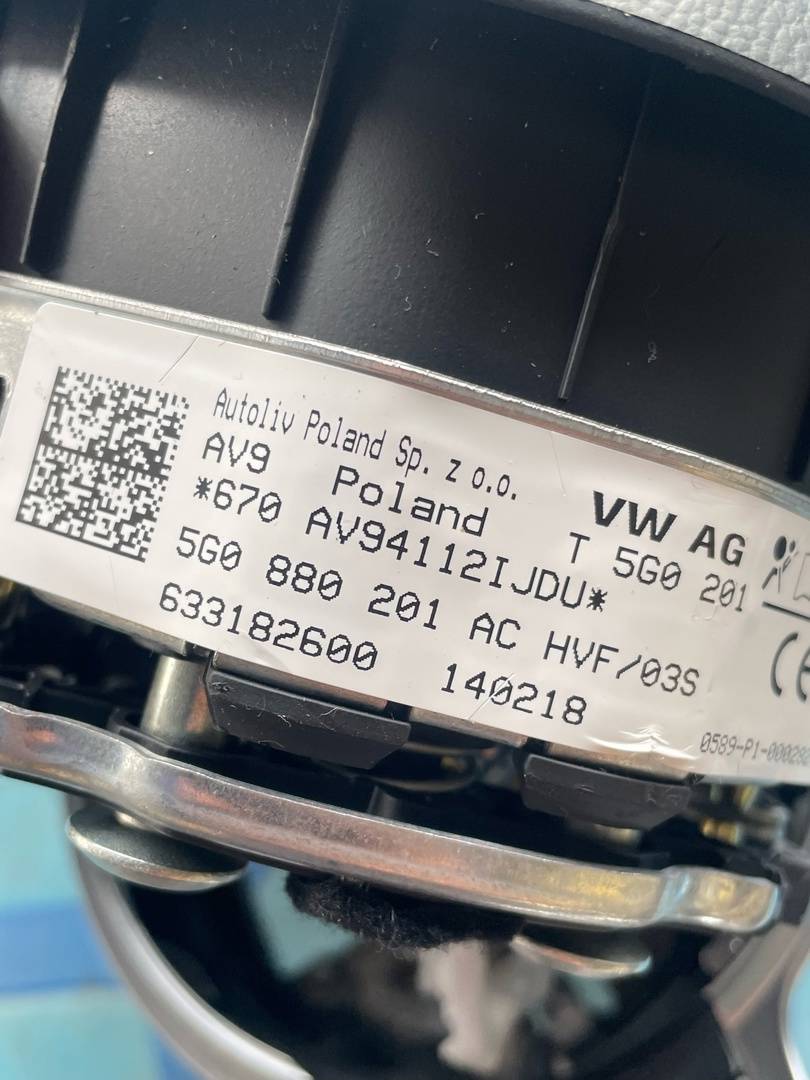 Autoliv Poland Sp. z o.o.
AV9 Poland
VW AG
*670 AV94112IJDU*
T 5G0 201
5G0 880 201 AC HVF/03S
633182600 140218
CE